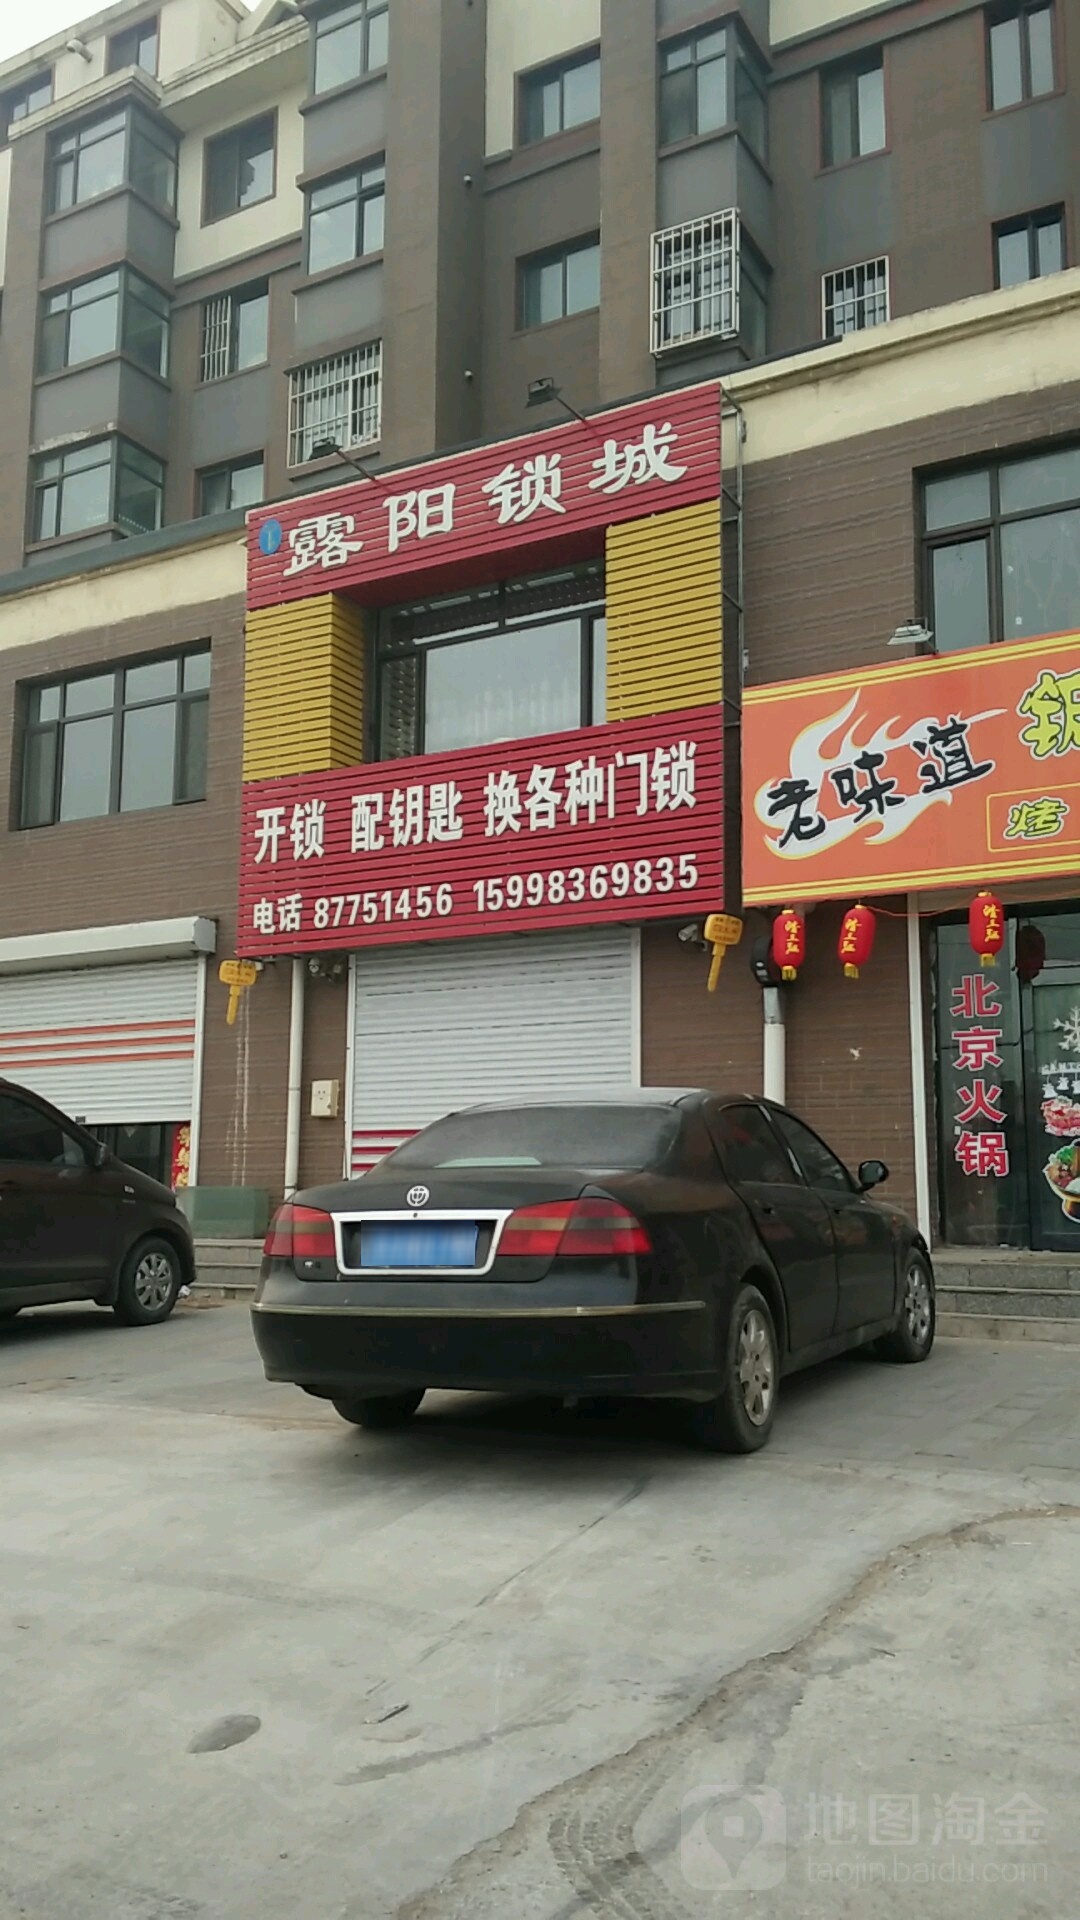 露阳锁城
开锁 配钥匙 换各种门锁
电话 87751456 15998369835
老味道
烤
北京火锅
地图淘金
taojin.baidu.com